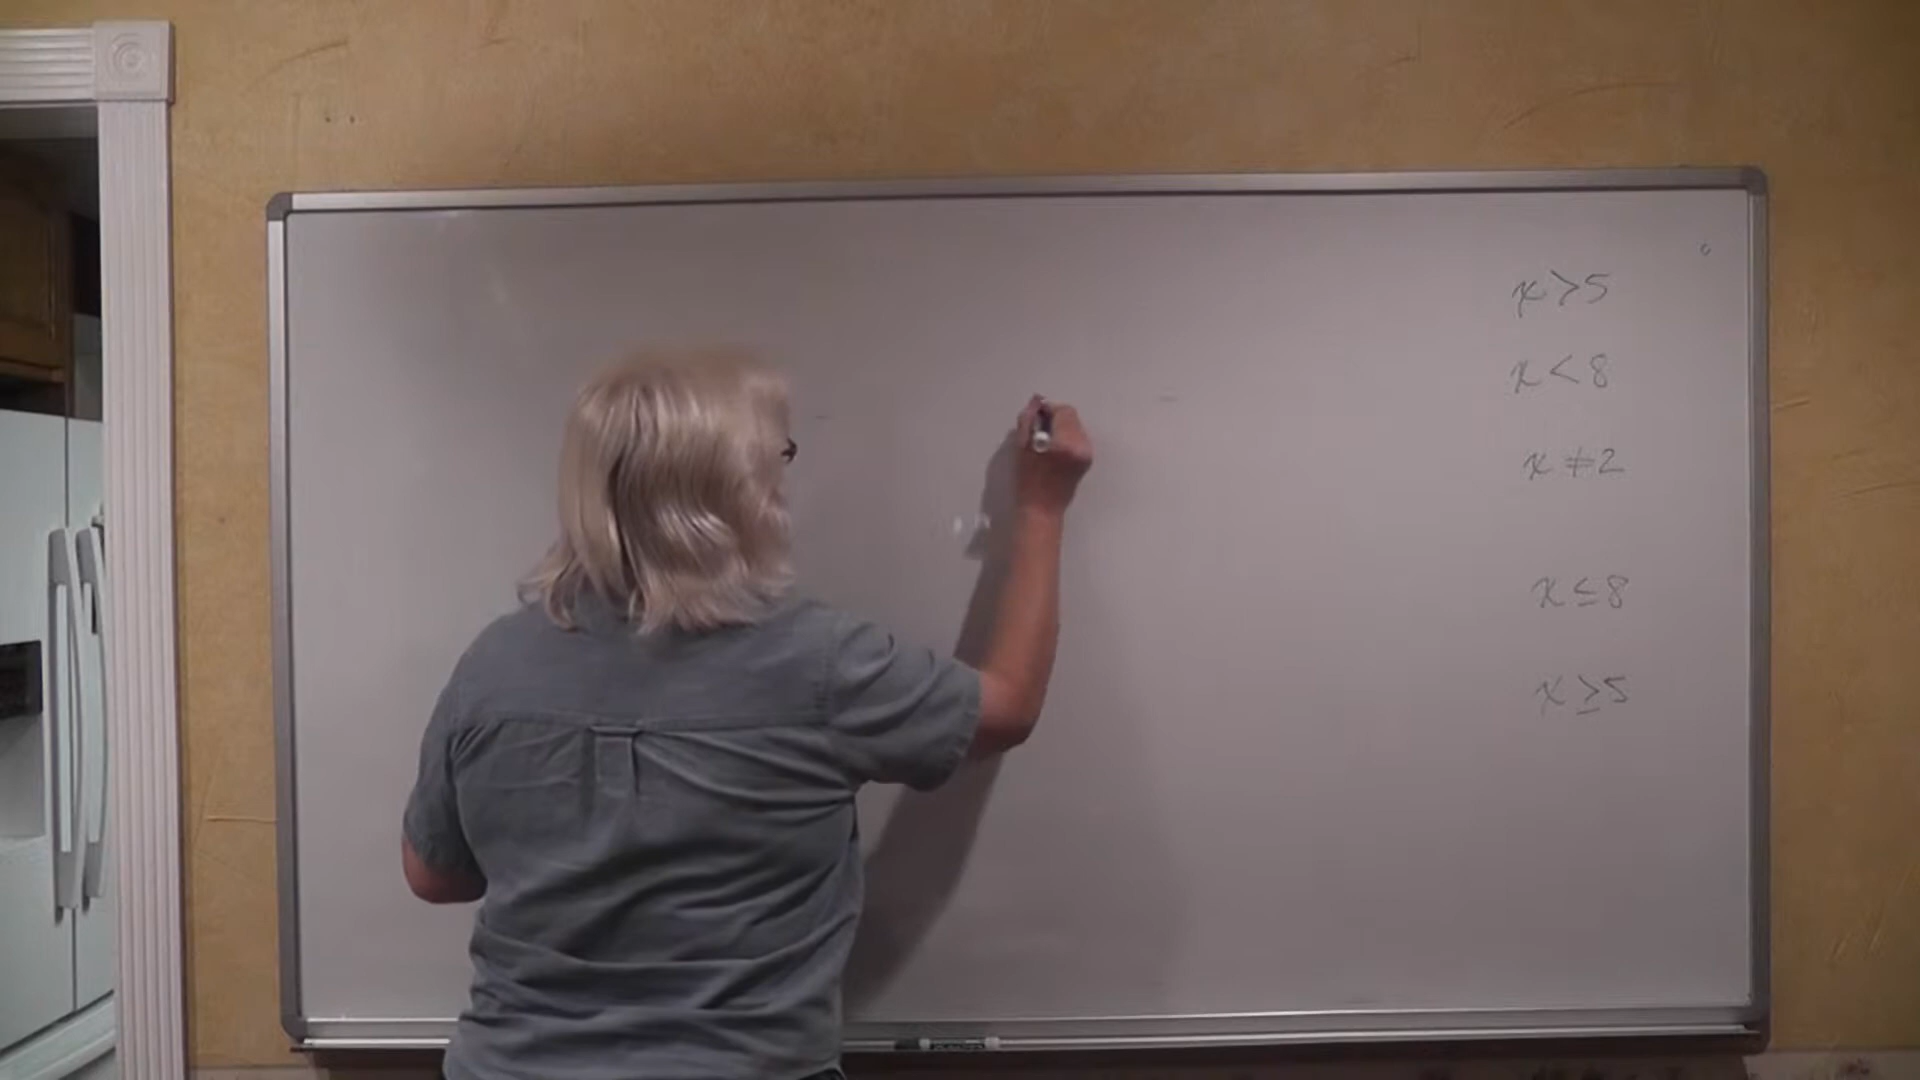 x > 5
x < 8
x ≠ 2
x ≤ 8
x ≥ 5